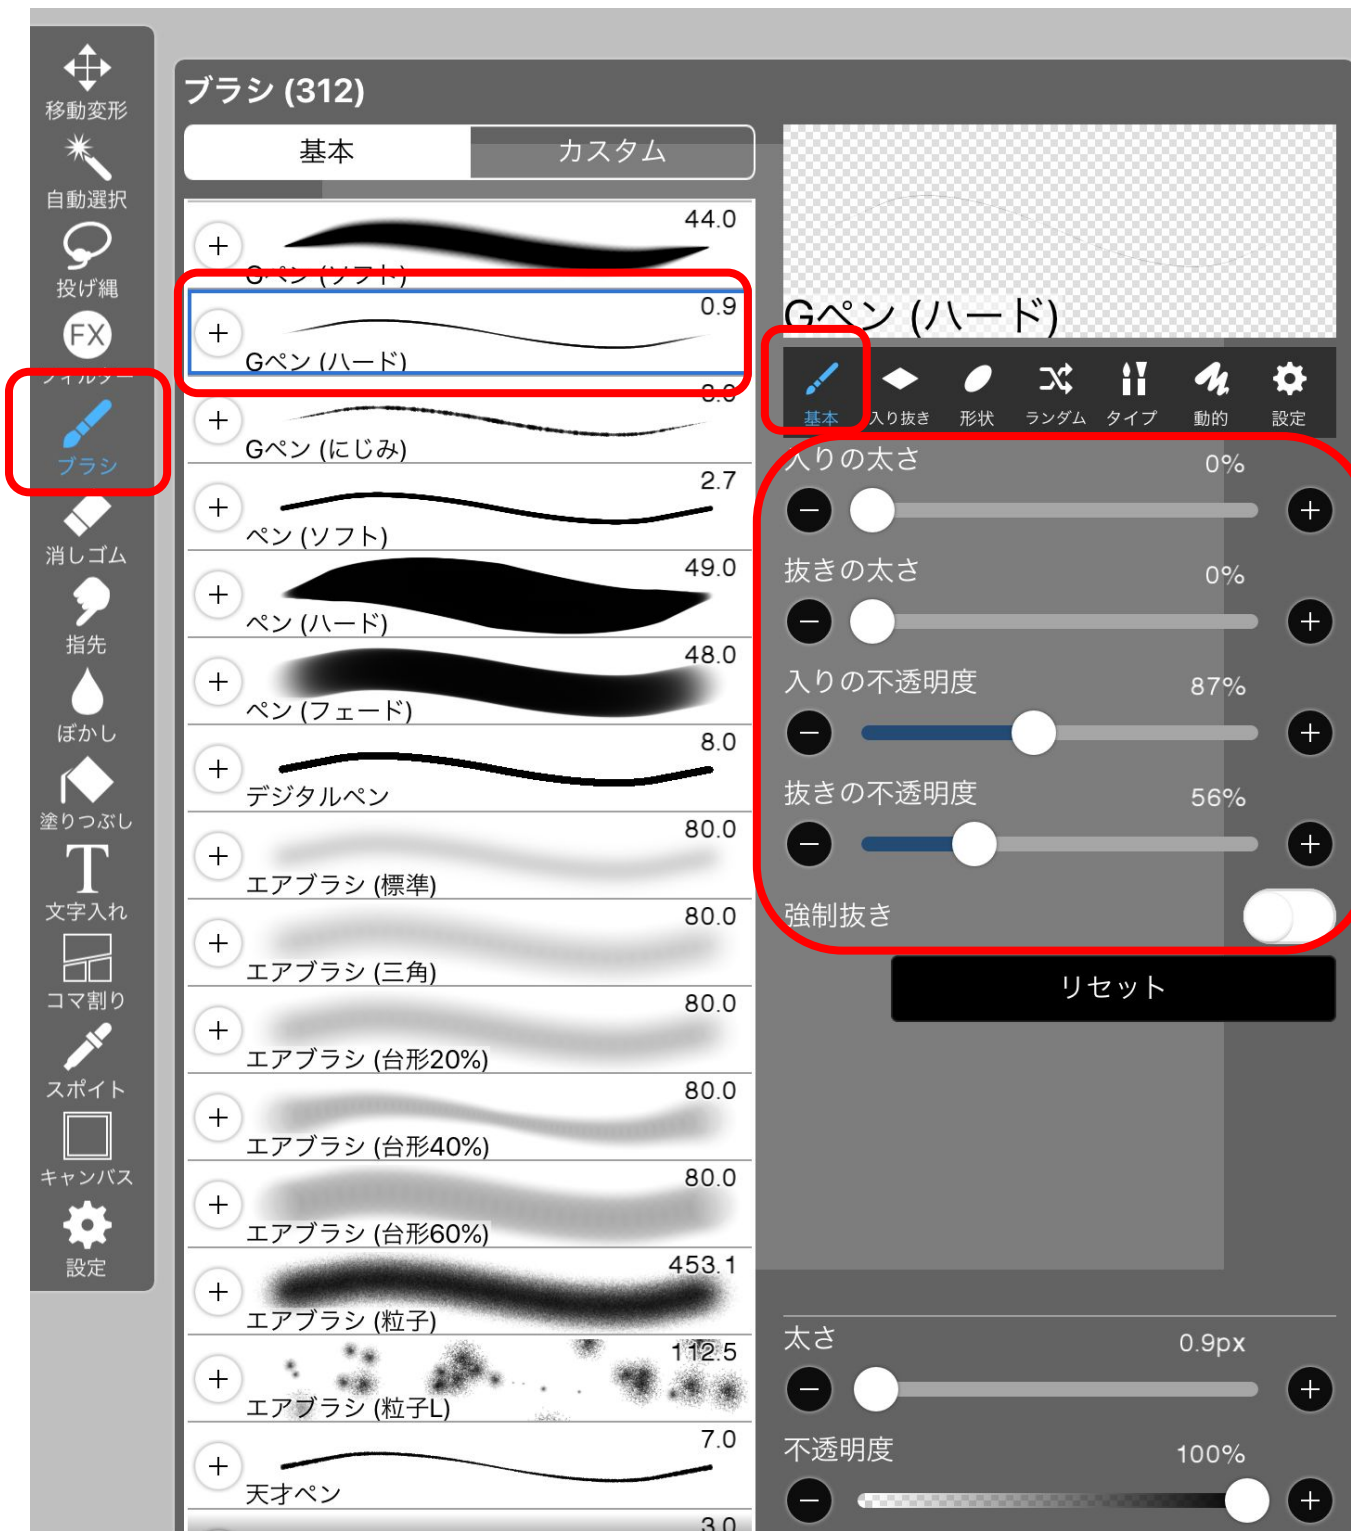 移動変形
自動選択
投げ縄
FX
フィルター
ブラシ
消しゴム
指先
ぼかし
塗りつぶし
T
文字入れ
コマ割り
スポイト
キャンバス
設定
ブラシ (312)
基本
カスタム
44.0
Gペン (ソフト)
0.9
Gペン (ハード)
3.0
Gペン (にじみ)
2.7
ペン (ソフト)
49.0
ペン (ハード)
48.0
ペン (フェード)
8.0
デジタルペン
80.0
エアブラシ (標準)
80.0
エアブラシ (三角)
80.0
エアブラシ (台形20%)
80.0
エアブラシ (台形40%)
80.0
エアブラシ (台形60%)
453.1
エアブラシ (粒子)
112.5
エアブラシ (粒子L)
7.0
天才ペン
3.0
Gペン (ハード)
基本 入り抜き 形状 ランダム タイプ 動的 設定
入りの太さ 0%
抜きの太さ 0%
入りの不透明度 87%
抜きの不透明度 56%
強制抜き
リセット
太さ 0.9px
不透明度 100%